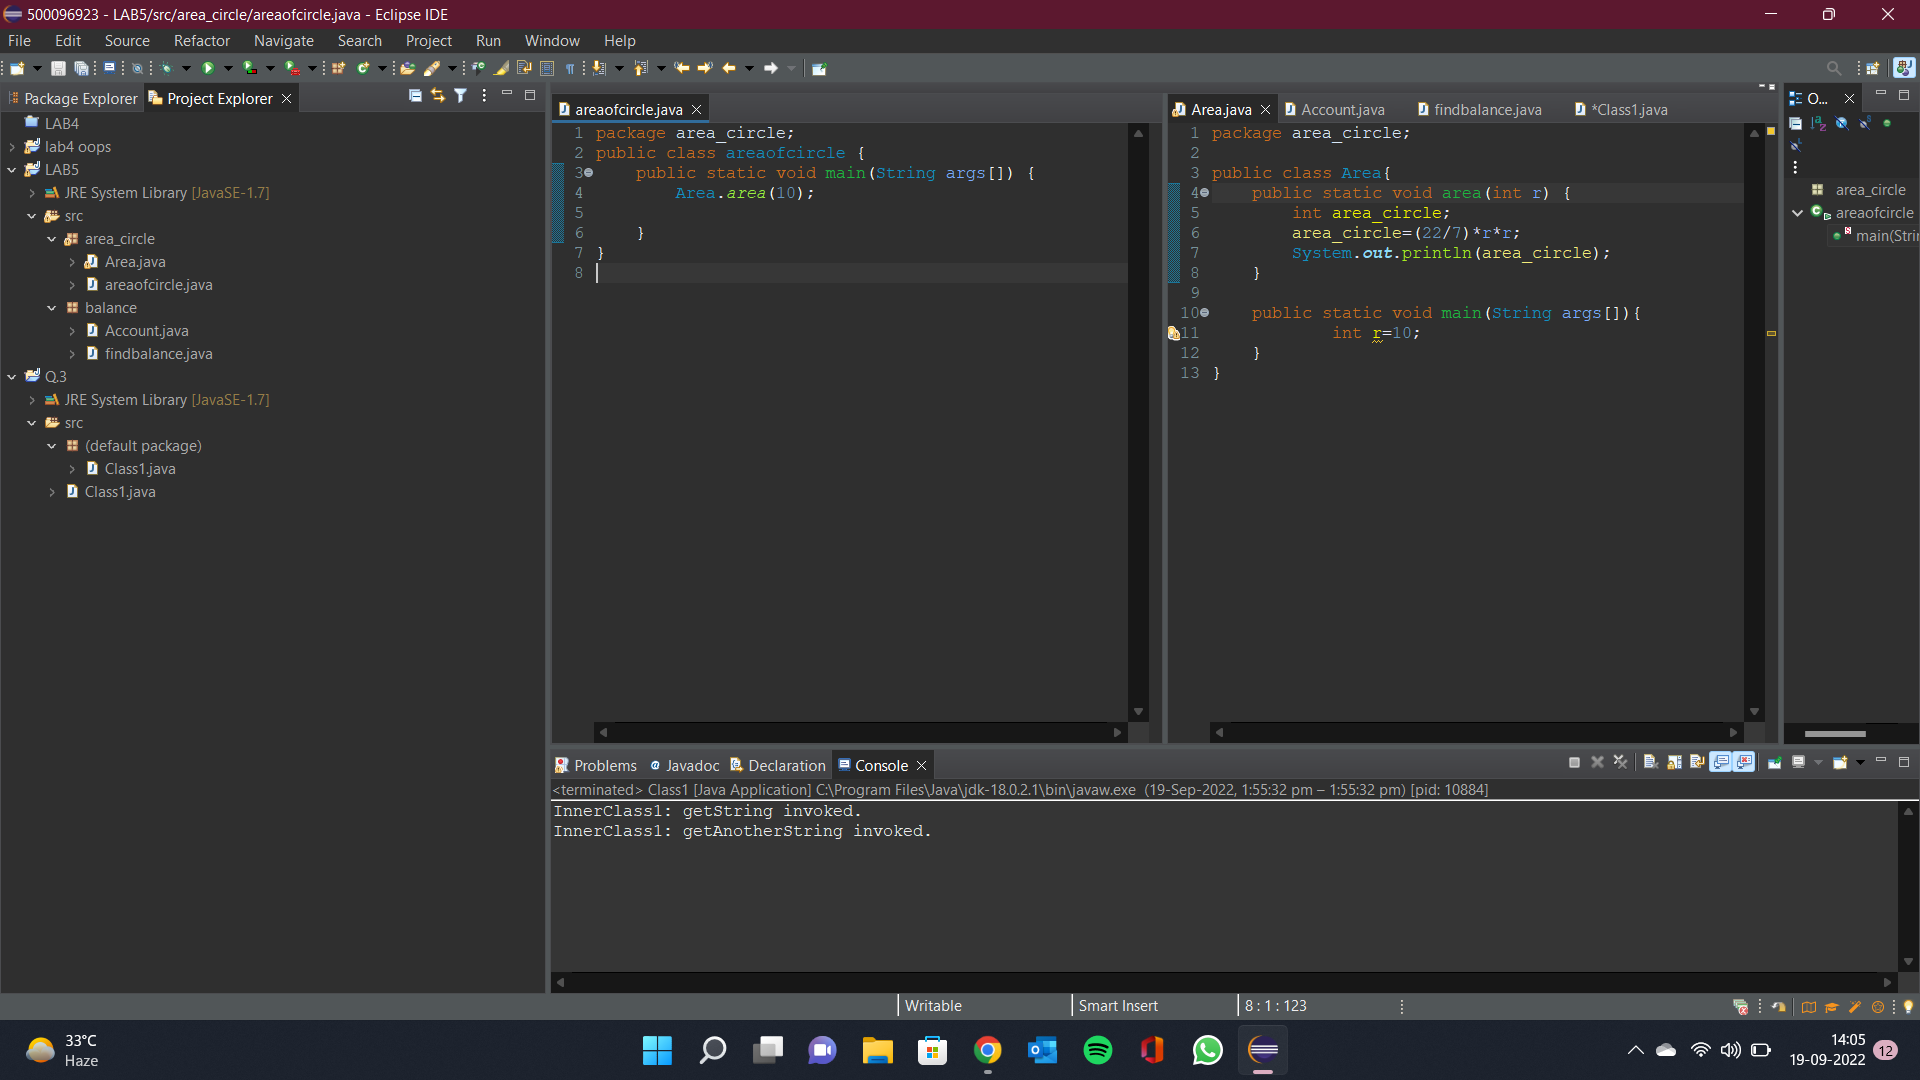 500096923 - LAB5/src/area_circle/areaofcircle.java - Eclipse IDE
File Edit Source Refactor Navigate Search Project Run Window Help
Package Explorer Project Explorer
LAB4
lab4 oops
LAB5
JRE System Library [JavaSE-1.7]
src
area_circle
Area.java
areaofcircle.java
balance
Account.java
findbalance.java
Q.3
JRE System Library [JavaSE-1.7]
src
(default package)
Class1.java
Class1.java
areaofcircle.java
1 package area_circle;
2 public class areaofcircle {
3     public static void main(String args[]) {
4         Area.area(10);
5
6     }
7 }
8
Area.java Account.java findbalance.java *Class1.java
1 package area_circle;
2
3 public class Area{
4     public static void area(int r) {
5         int area_circle;
6         area_circle=(22/7)*r*r;
7         System.out.println(area_circle);
8     }
9
10     public static void main(String args[]){
11             int r=10;
12     }
13 }
O...
area_circle
areaofcircle
main(Stri
Problems Javadoc Declaration Console
<terminated> Class1 [Java Application] C:\Program Files\Java\jdk-18.0.2.1\bin\javaw.exe (19-Sep-2022, 1:55:32 pm – 1:55:32 pm) [pid: 10884]
InnerClass1: getString invoked.
InnerClass1: getAnotherString invoked.
Writable Smart Insert 8 : 1 : 123
33°C
Haze
14:05
19-09-2022
12